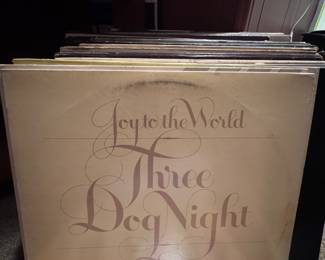 Joy to the World
Three
Dog Night